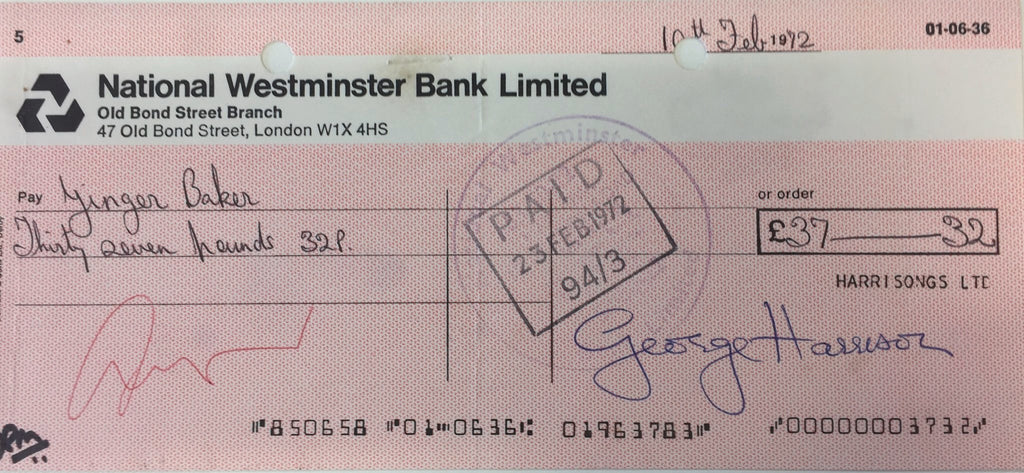 5
10th Feb 1972
01-06-36
National Westminster Bank Limited
Old Bond Street Branch
47 Old Bond Street, London W1X 4HS
Pay Ginger Baker
or order
Thirty seven pounds 32P.
£37 32
HARRISONGS LTD
Westminster
PAID
23 FEB 1972
94/3
George Harrison
850658 01 0636 01963783 00000003732